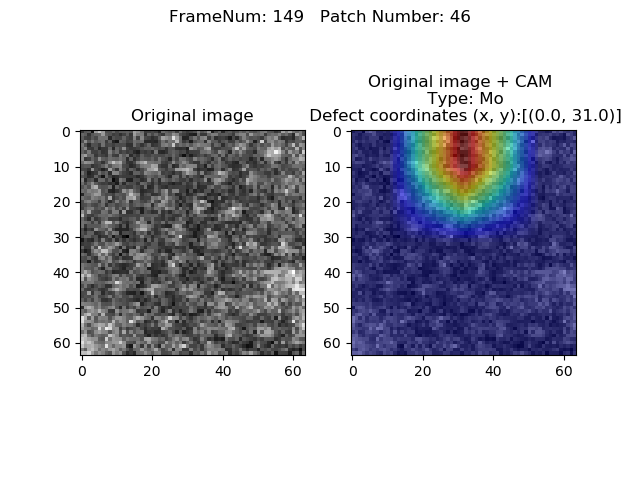 FrameNum: 149   Patch Number: 46
Original image
Original image + CAM
Type: Mo
Defect coordinates (x, y):[(0.0, 31.0)]
0
10
20
30
40
50
60
0 20 40 60
0
10
20
30
40
50
60
0 20 40 60